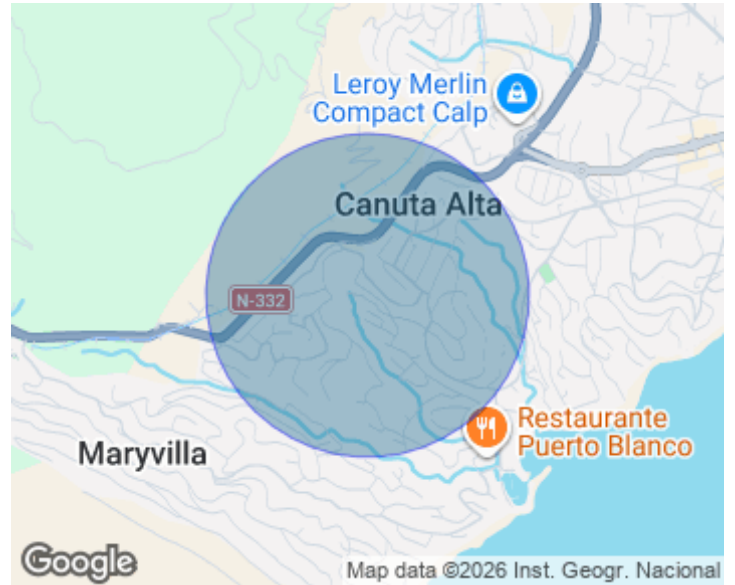 Leroy Merlin
Compact Calp
Canuta Alta
N-332
Restaurante
Puerto Blanco
Maryvilla
Google
Map data ©2026 Inst. Geogr. Nacional